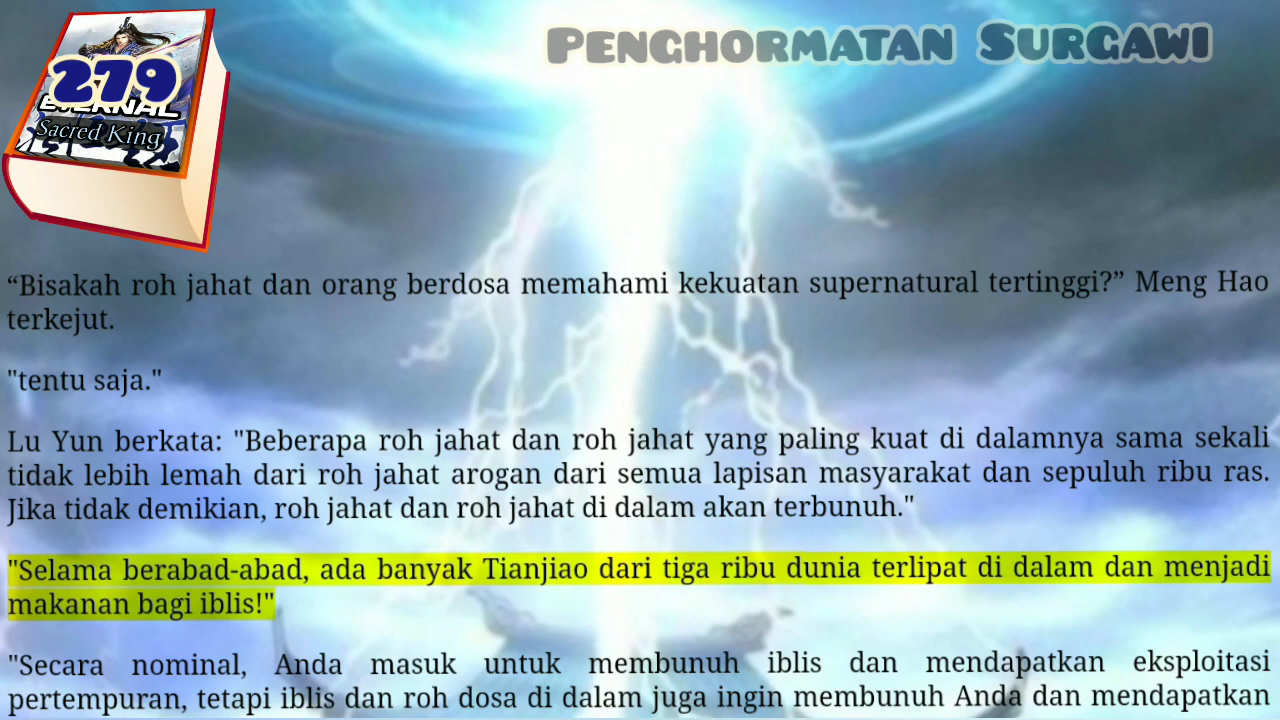 Penghormatan Surgawi
279
ETERNAL
Sacred King
“Bisakah roh jahat dan orang berdosa memahami kekuatan supernatural tertinggi?” Meng Hao
terkejut.
"tentu saja."
Lu Yun berkata: "Beberapa roh jahat dan roh jahat yang paling kuat di dalamnya sama sekali
tidak lebih lemah dari roh jahat arogan dari semua lapisan masyarakat dan sepuluh ribu ras.
Jika tidak demikian, roh jahat dan roh jahat di dalam akan terbunuh."
"Selama berabad-abad, ada banyak Tianjiao dari tiga ribu dunia terlipat di dalam dan menjadi
makanan bagi iblis!"
"Secara nominal, Anda masuk untuk membunuh iblis dan mendapatkan eksploitasi
pertempuran, tetapi iblis dan roh dosa di dalam juga ingin membunuh Anda dan mendapatkan